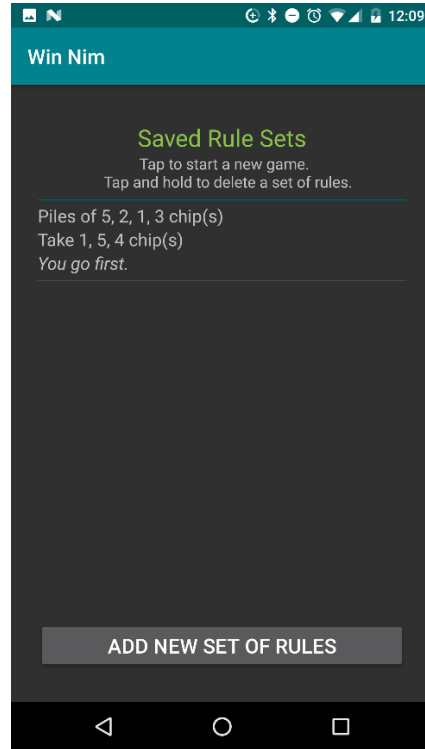 12:09
Win Nim
Saved Rule Sets
Tap to start a new game.
Tap and hold to delete a set of rules.
Piles of 5, 2, 1, 3 chip(s)
Take 1, 5, 4 chip(s)
You go first.
ADD NEW SET OF RULES